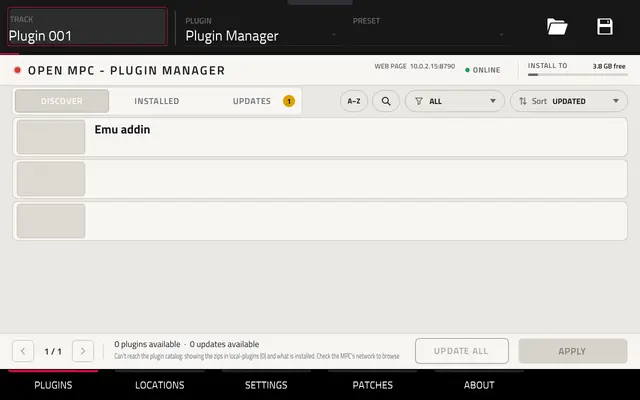 TRACK
Plugin 001
PLUGIN
Plugin Manager
PRESET
OPEN MPC - PLUGIN MANAGER
WEB PAGE 10.0.2.15:8790
ONLINE
INSTALL TO
3.8 GB free
DISCOVER
INSTALLED
UPDATES
1
A–Z
ALL
Sort UPDATED
Emu addin
1 / 1
0 plugins available · 0 updates available
Can't reach the plugin catalog: showing the zips in local-plugins (0) and what is installed. Check the MPC's network to browse
UPDATE ALL
APPLY
PLUGINS
LOCATIONS
SETTINGS
PATCHES
ABOUT